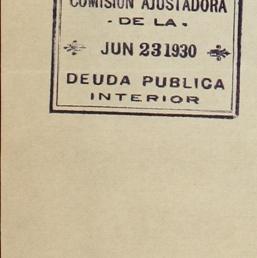 COMISION AJUSTADORA
- DE LA -
JUN 23 1930
DEUDA PUBLICA
INTERIOR